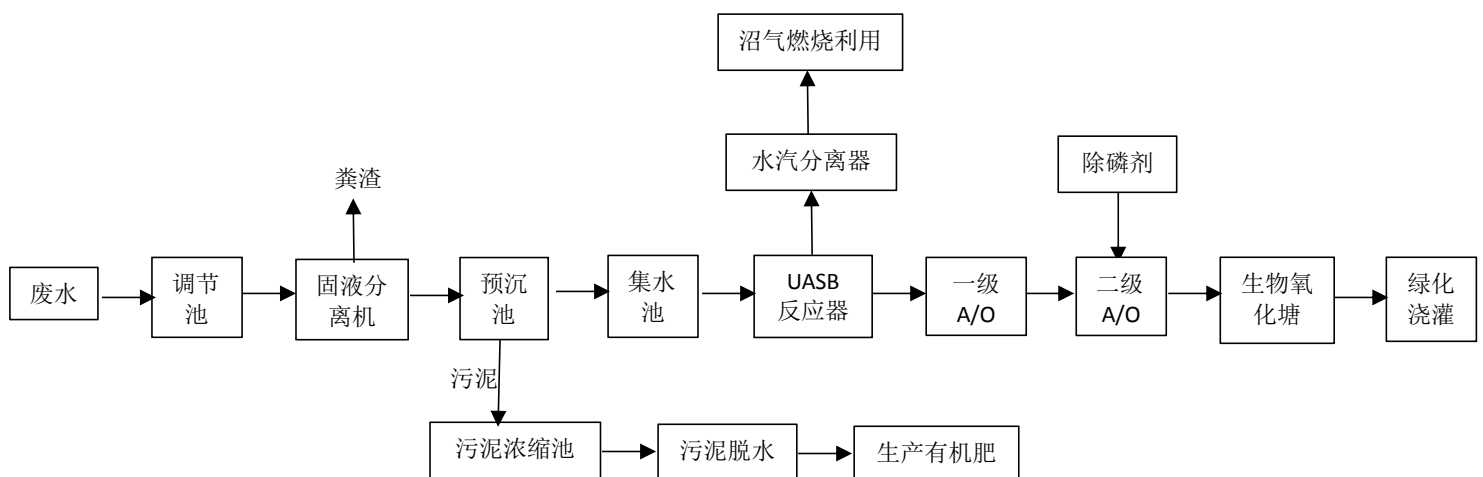 沼气燃烧利用
水汽分离器
除磷剂
粪渣
废水
调节
池
固液分
离机
预沉
池
集水
池
UASB
反应器
一级
A/O
二级
A/O
生物氧
化塘
绿化
浇灌
污泥
污泥浓缩池
污泥脱水
生产有机肥